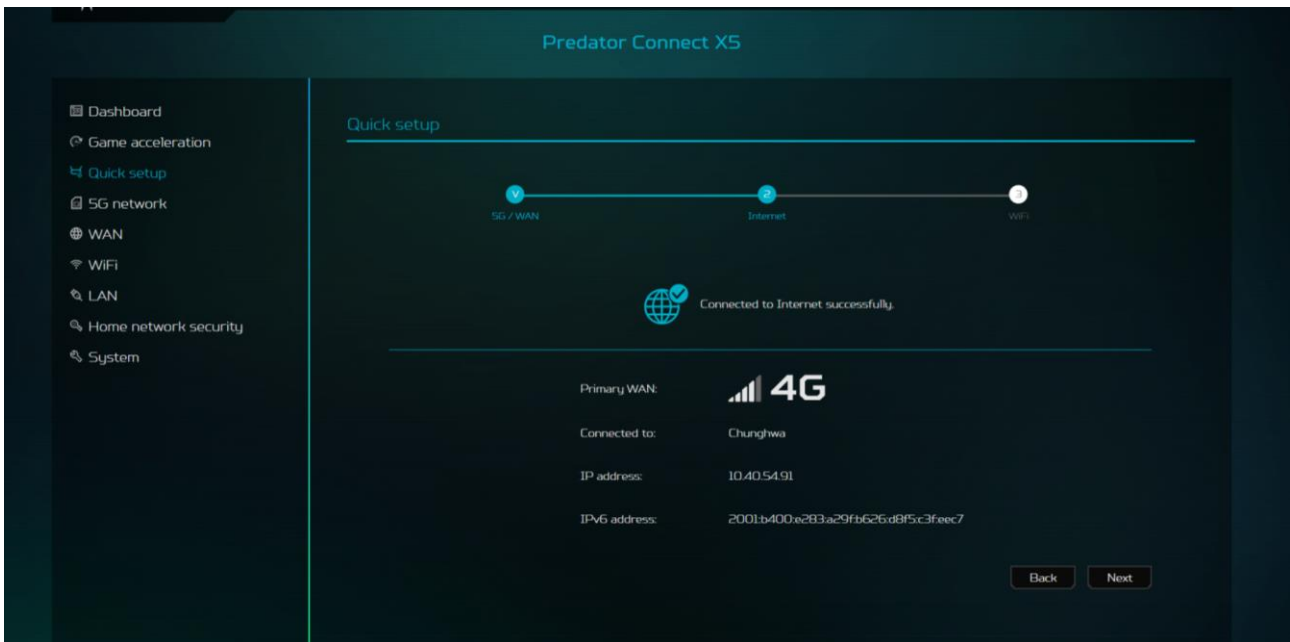 Predator Connect X5
Dashboard
Game acceleration
Quick setup
5G network
WAN
WiFi
LAN
Home network security
System
Quick setup
V
2
3
5G / WAN
Internet
WiFi
Connected to Internet successfully.
Primary WAN: 4G
Connected to: Chunghwa
IP address: 10.40.54.91
IPv6 address: 2001:b400:e283:a29f:b626:d8f5:c3f:eec7
Back Next